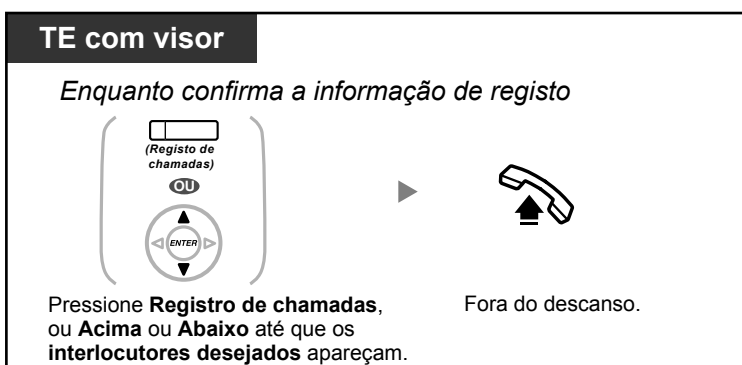 TE com visor
Enquanto confirma a informação de registo
(Registo de
chamadas)
OU
ENTER
Pressione Registro de chamadas,
ou Acima ou Abaixo até que os
interlocutores desejados apareçam.
Fora do descanso.